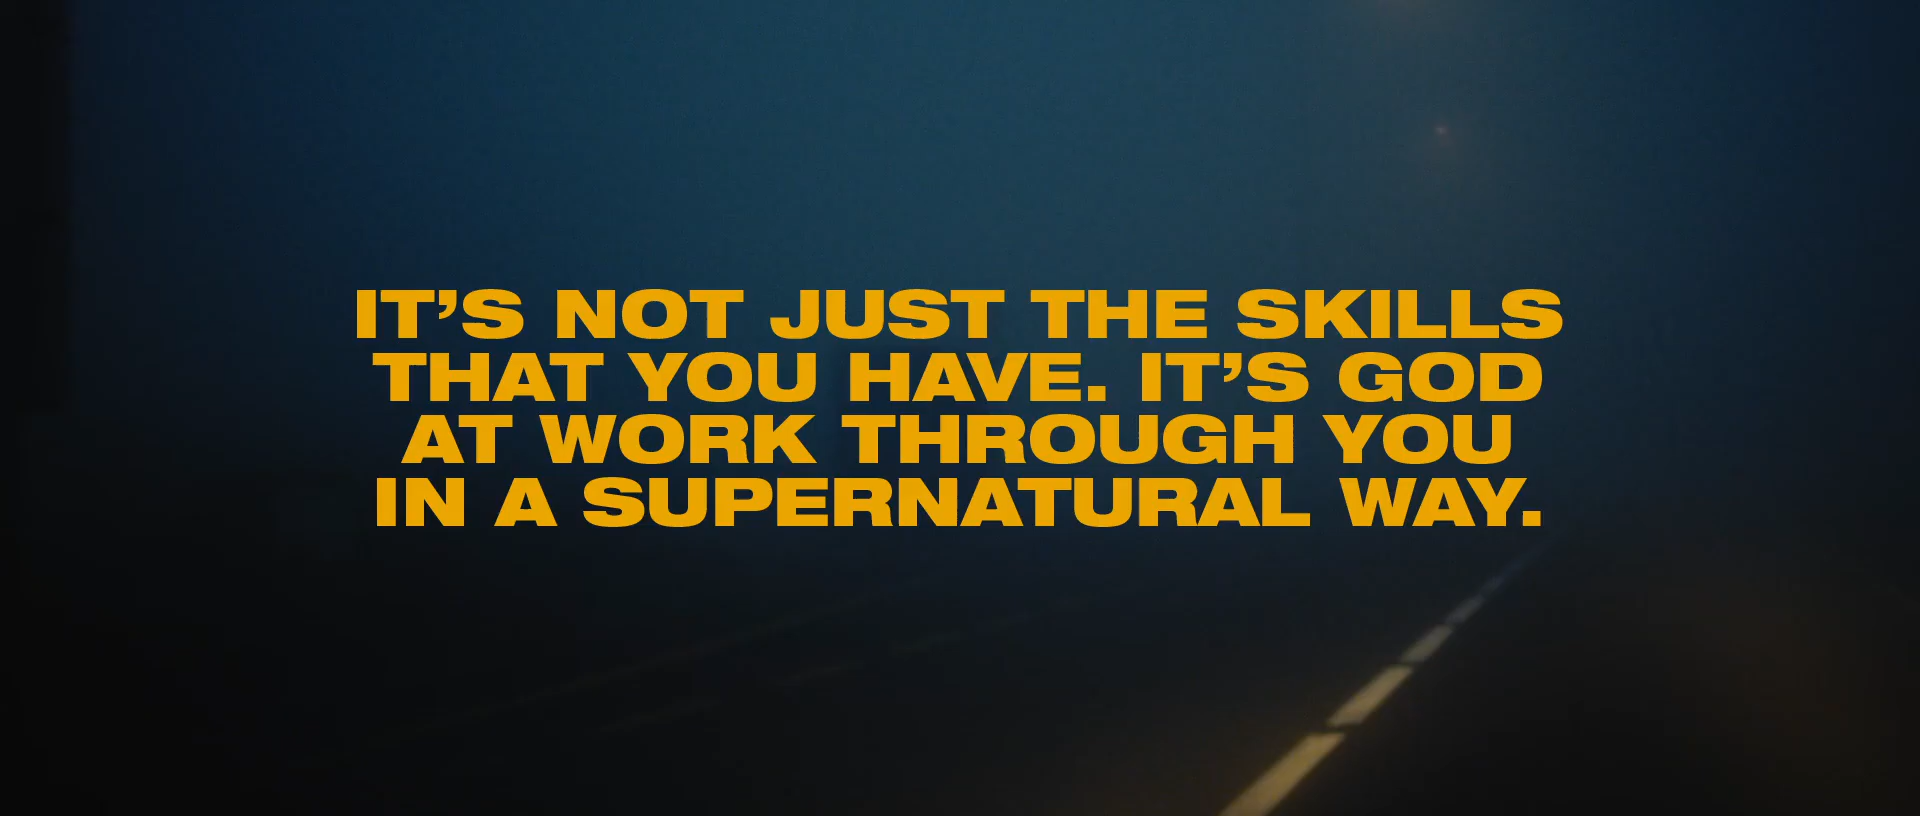 IT’S NOT JUST THE SKILLS
THAT YOU HAVE. IT’S GOD
AT WORK THROUGH YOU
IN A SUPERNATURAL WAY.